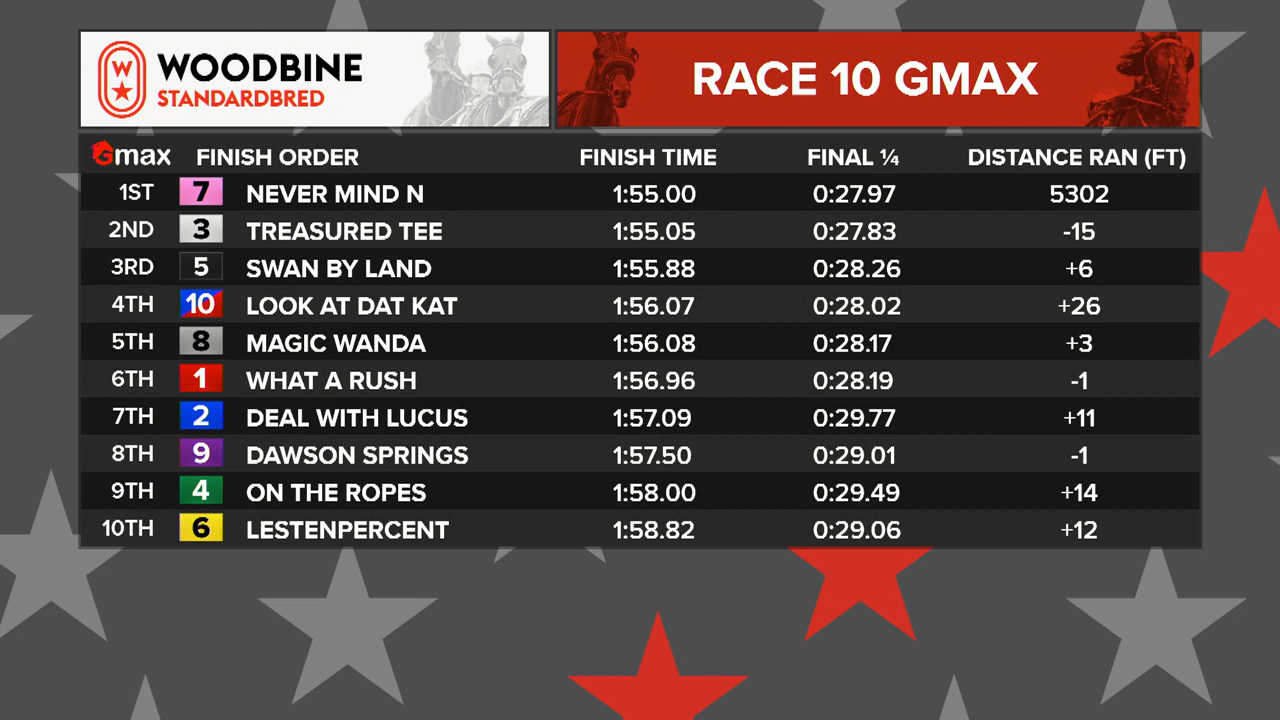 W
WOODBINE
STANDARDBRED
RACE 10 GMAX
Gmax FINISH ORDER FINISH TIME FINAL ¼ DISTANCE RAN (FT)
1ST 7 NEVER MIND N 1:55.00 0:27.97 5302
2ND 3 TREASURED TEE 1:55.05 0:27.83 -15
3RD 5 SWAN BY LAND 1:55.88 0:28.26 +6
4TH 10 LOOK AT DAT KAT 1:56.07 0:28.02 +26
5TH 8 MAGIC WANDA 1:56.08 0:28.17 +3
6TH 1 WHAT A RUSH 1:56.96 0:28.19 -1
7TH 2 DEAL WITH LUCUS 1:57.09 0:29.77 +11
8TH 9 DAWSON SPRINGS 1:57.50 0:29.01 -1
9TH 4 ON THE ROPES 1:58.00 0:29.49 +14
10TH 6 LESTENPERCENT 1:58.82 0:29.06 +12